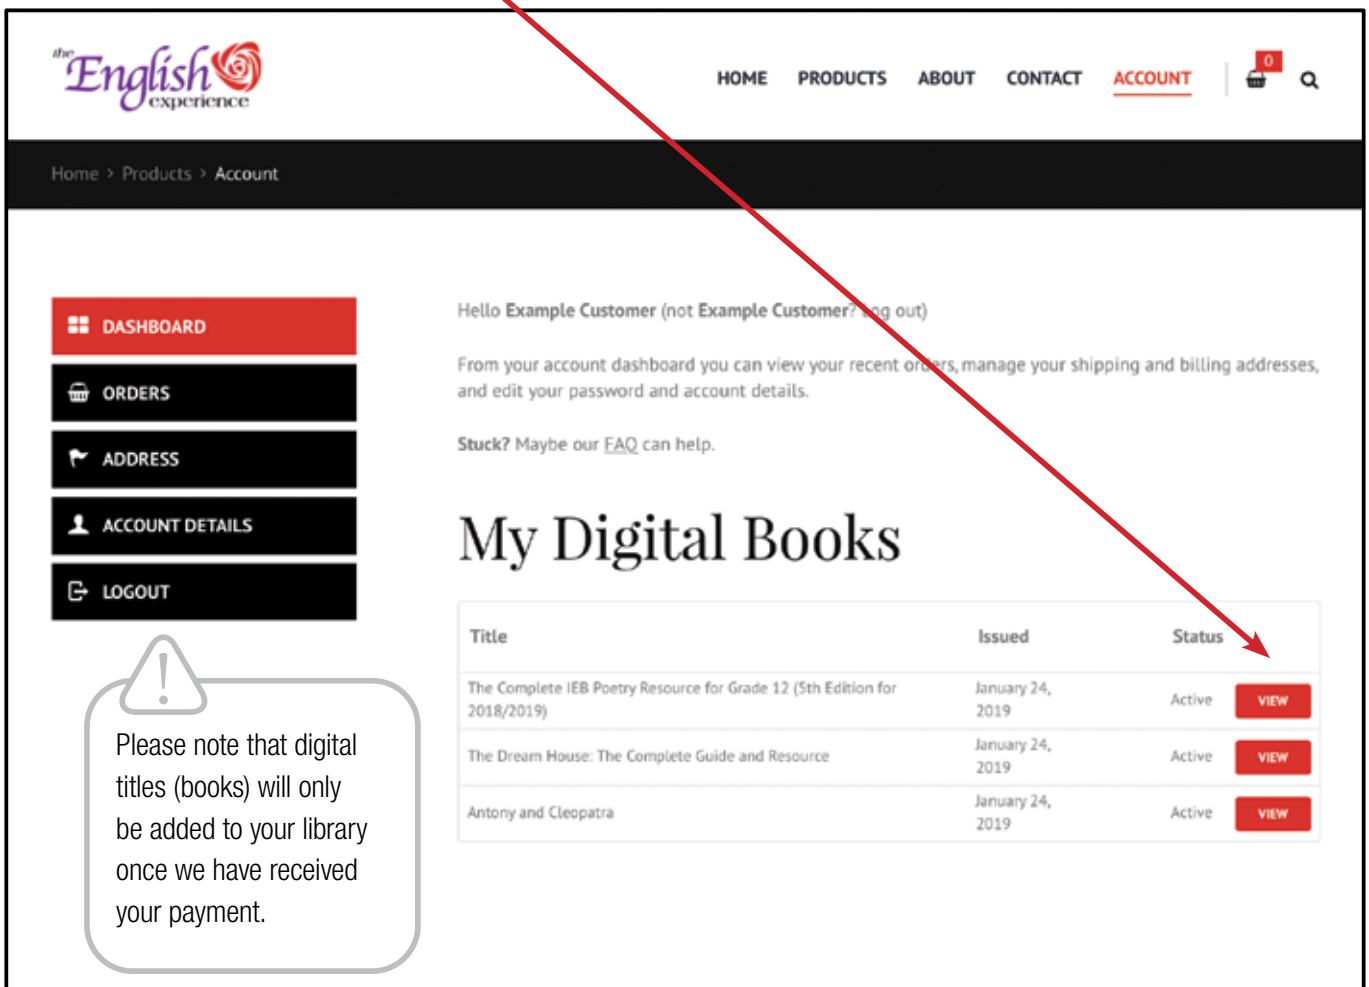 the
English
experience
HOME PRODUCTS ABOUT CONTACT ACCOUNT 0
Home > Products > Account
DASHBOARD
ORDERS
ADDRESS
ACCOUNT DETAILS
LOGOUT
!
Please note that digital
titles (books) will only
be added to your library
once we have received
your payment.
Hello Example Customer (not Example Customer? Log out)
From your account dashboard you can view your recent orders, manage your shipping and billing addresses,
and edit your password and account details.
Stuck? Maybe our FAQ can help.
My Digital Books
Title Issued Status
The Complete IEB Poetry Resource for Grade 12 (5th Edition for
2018/2019)
January 24,
2019
Active VIEW
The Dream House: The Complete Guide and Resource
January 24,
2019
Active VIEW
Antony and Cleopatra
January 24,
2019
Active VIEW